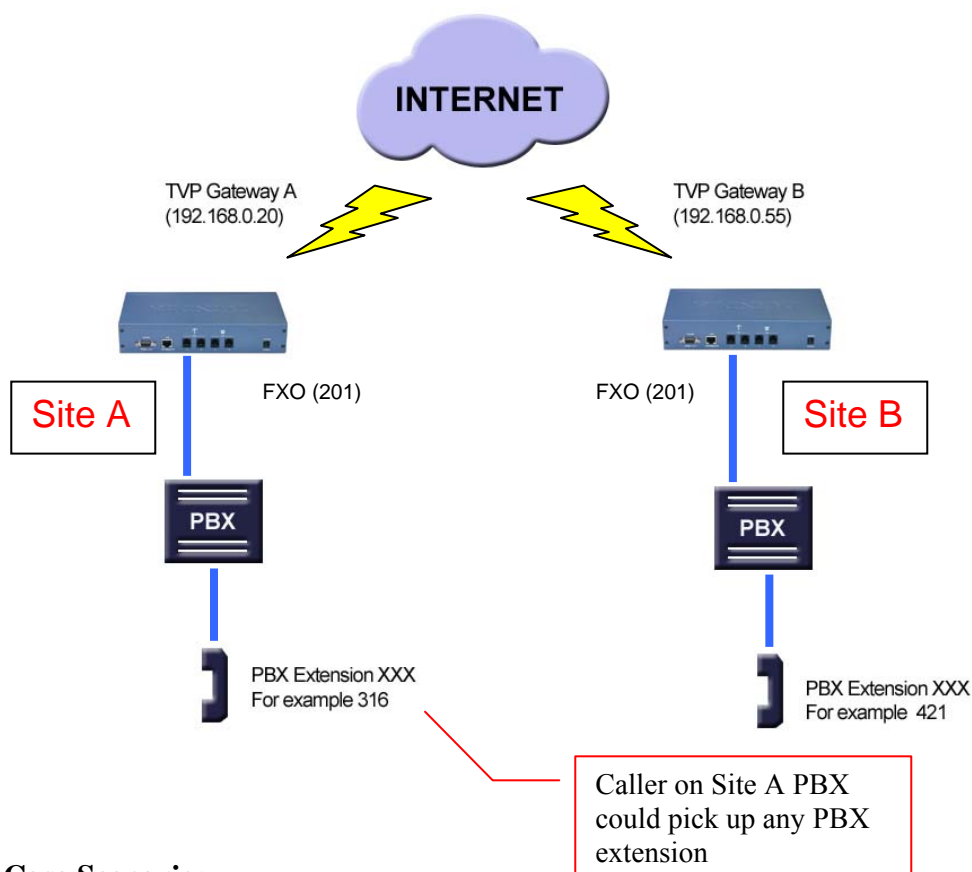 INTERNET
TVP Gateway A
(192.168.0.20)
TVP Gateway B
(192.168.0.55)
FXO (201)
FXO (201)
Site A
Site B
PBX
PBX
PBX Extension XXX
For example 316
PBX Extension XXX
For example 421
Caller on Site A PBX
could pick up any PBX
extension